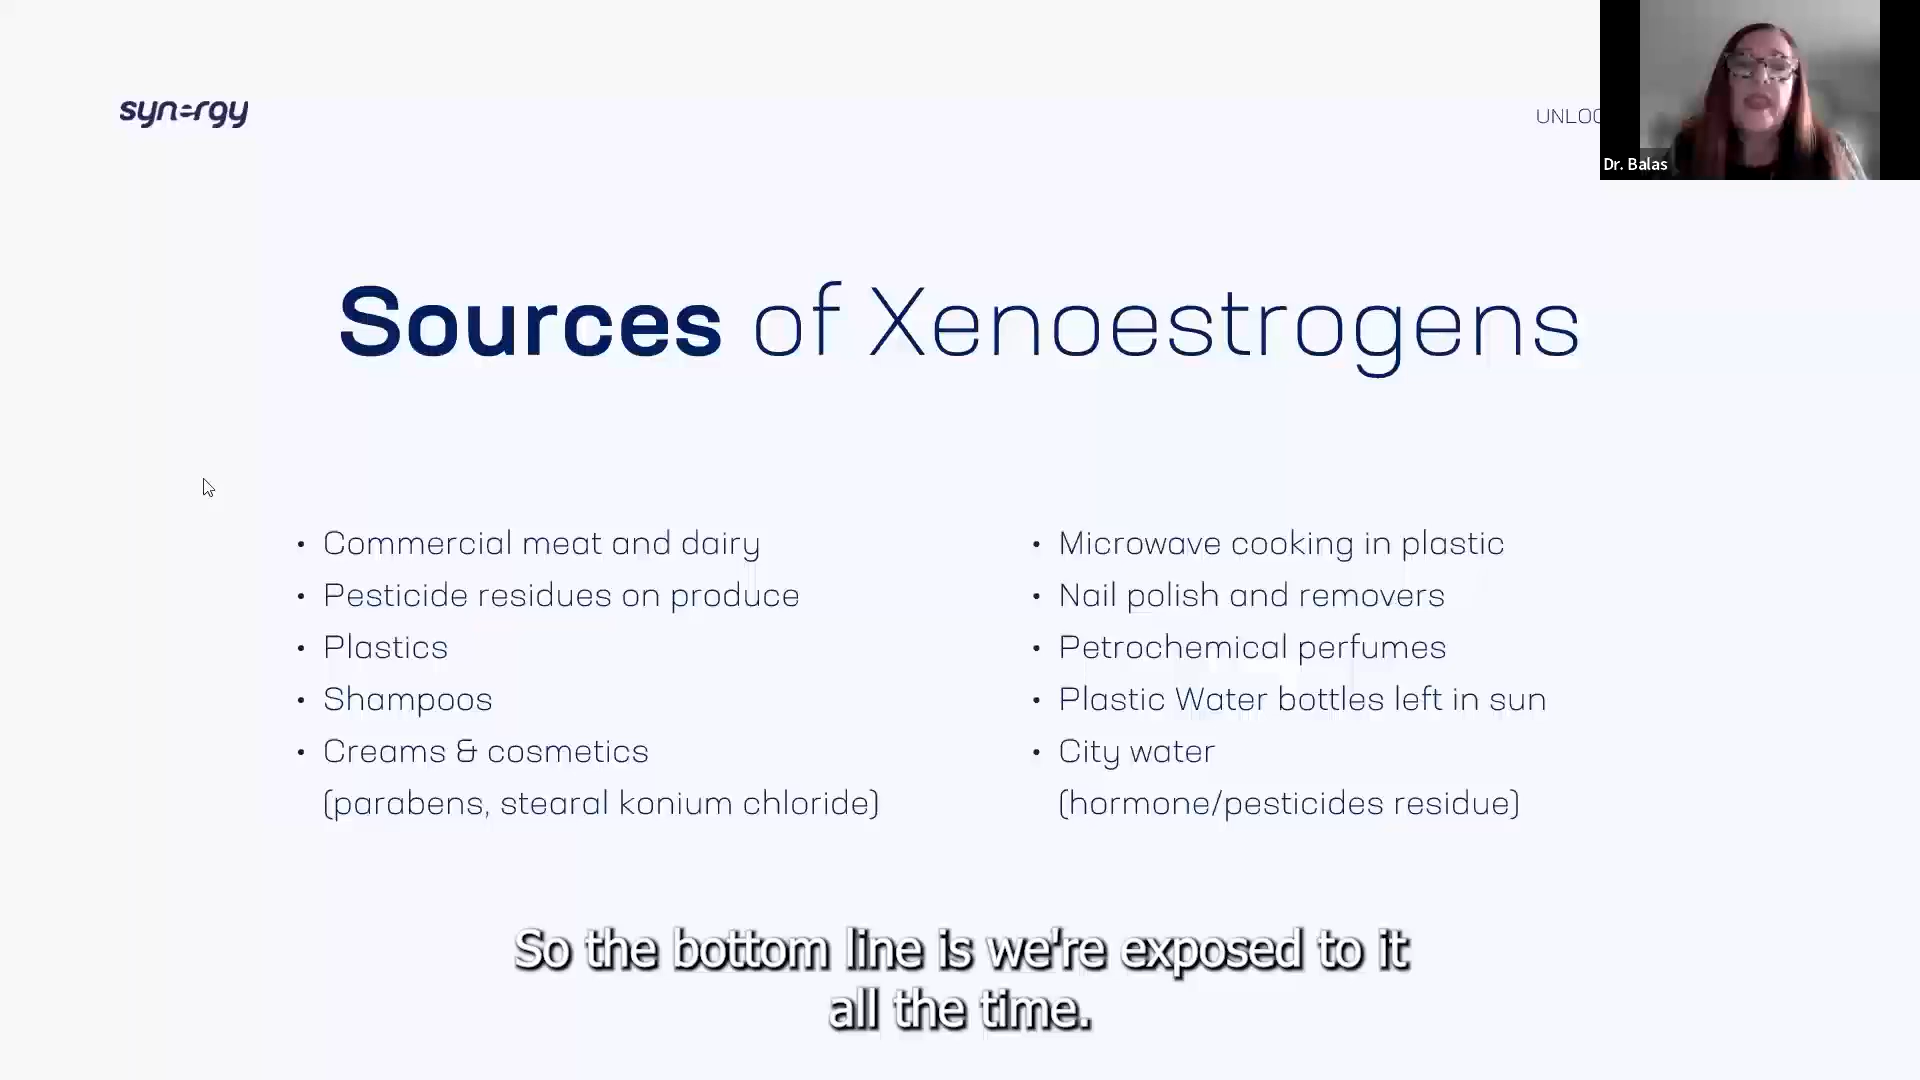 synergy
UNLOC
Dr. Balas
Sources of Xenoestrogens
• Commercial meat and dairy
• Pesticide residues on produce
• Plastics
• Shampoos
• Creams & cosmetics
(parabens, stearal konium chloride)
• Microwave cooking in plastic
• Nail polish and removers
• Petrochemical perfumes
• Plastic Water bottles left in sun
• City water
(hormone/pesticides residue)
So the bottom line is we're exposed to it
all the time.